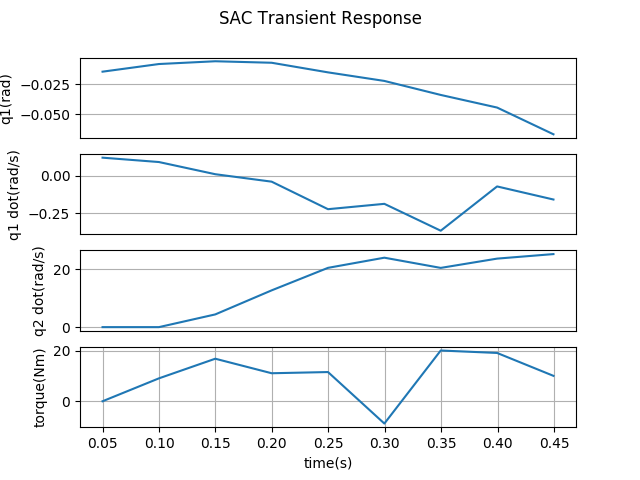 SAC Transient Response
q1(rad)
−0.025
−0.050
q1 dot(rad/s)
0.00
−0.25
q2 dot(rad/s)
20
0
torque(Nm)
20
0
0.05 0.10 0.15 0.20 0.25 0.30 0.35 0.40 0.45
time(s)